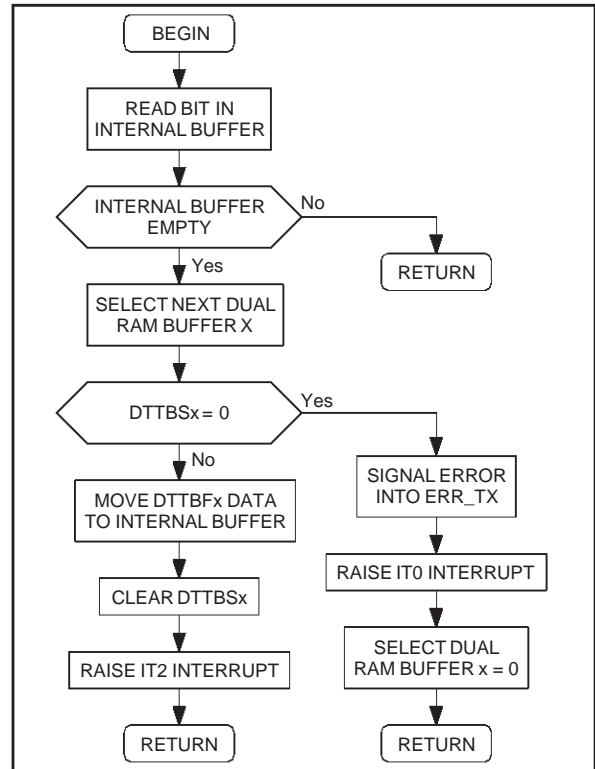 BEGIN
READ BIT IN
INTERNAL BUFFER
INTERNAL BUFFER
EMPTY
No
RETURN
Yes
SELECT NEXT DUAL
RAM BUFFER X
DTTBSx = 0
Yes
No
SIGNAL ERROR
INTO ERR_TX
MOVE DTTBFx DATA
TO INTERNAL BUFFER
RAISE IT0 INTERRUPT
CLEAR DTTBSx
SELECT DUAL
RAM BUFFER x = 0
RAISE IT2 INTERRUPT
RETURN
RETURN